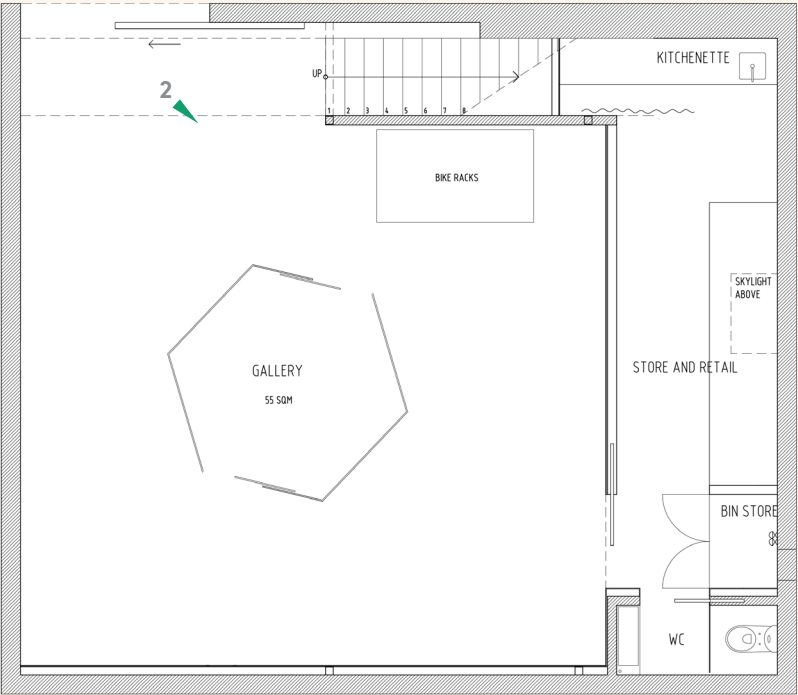 KITCHENETTE
UP
2
1 2 3 4 5 6 7 8
BIKE RACKS
SKYLIGHT
ABOVE
GALLERY
STORE AND RETAIL
55 SQM
BIN STORE
WC